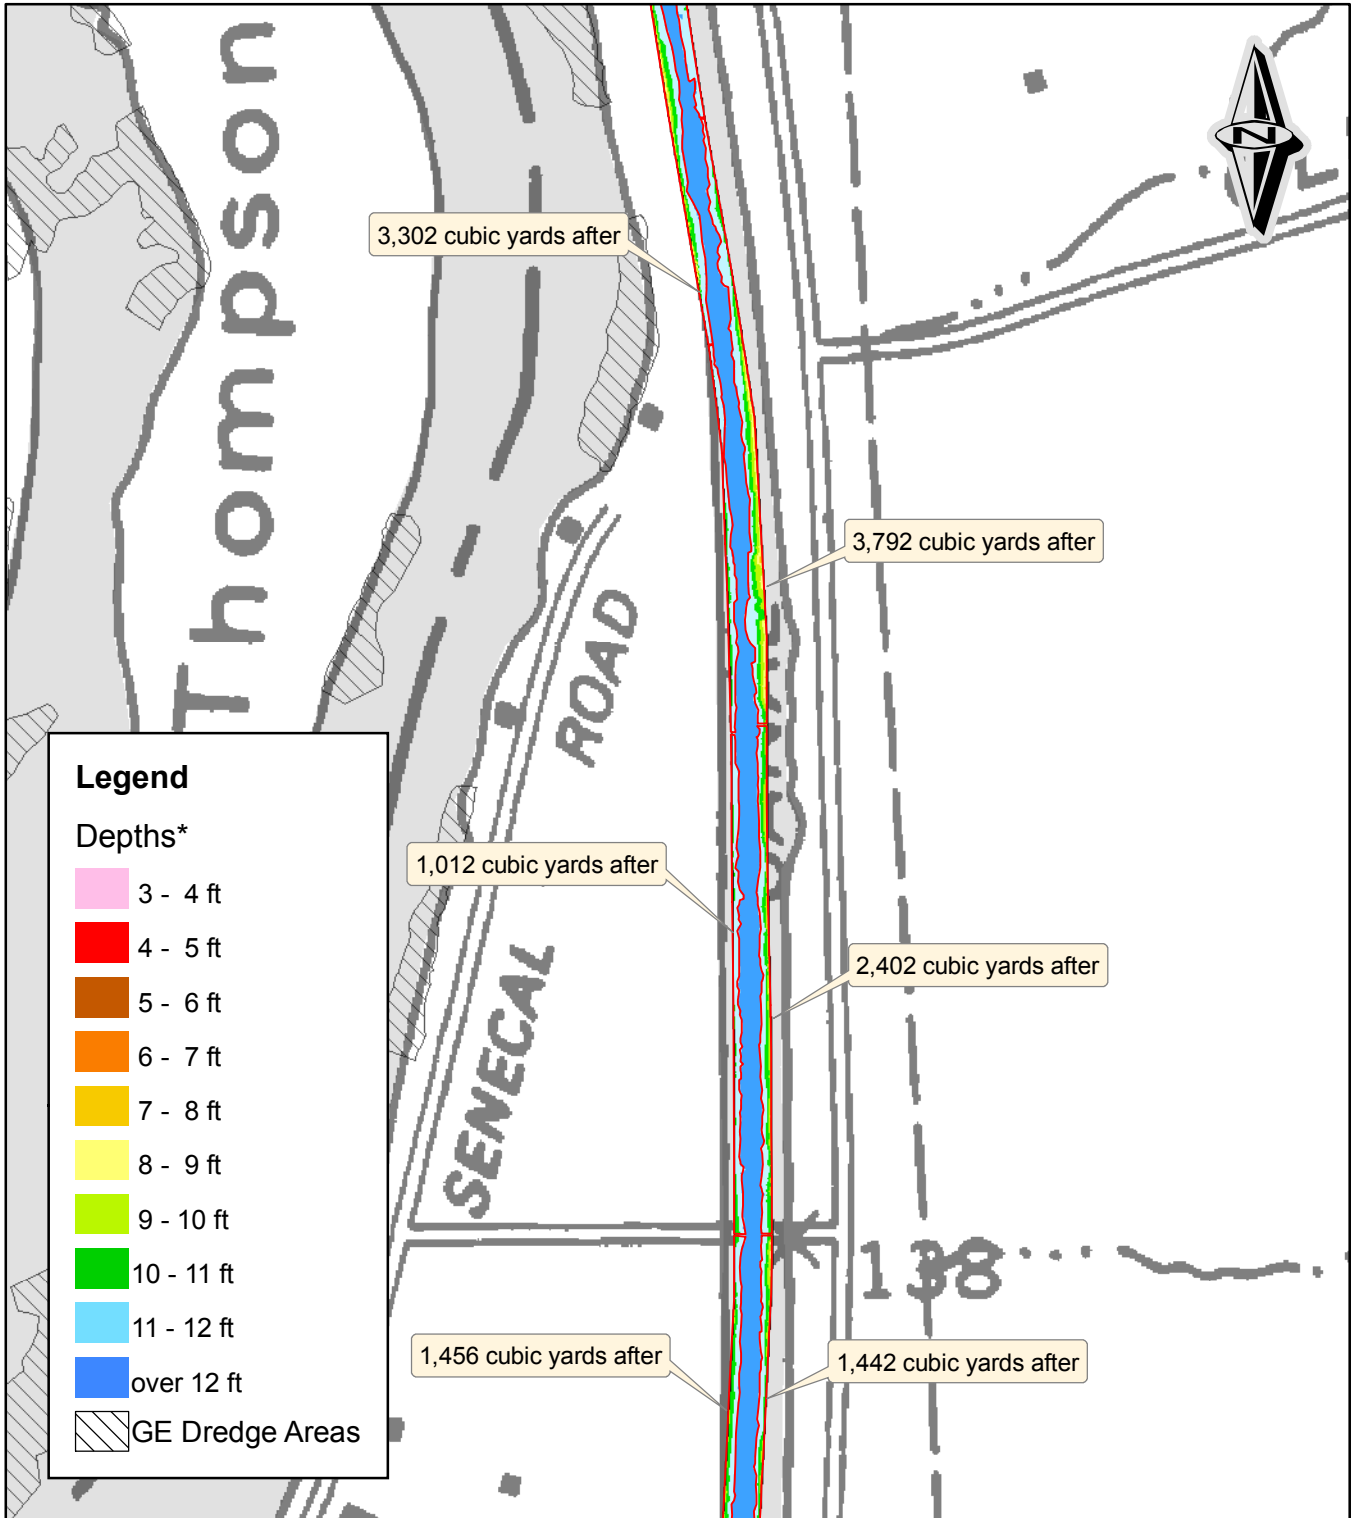 Thompson
N
3,302 cubic yards after
3,792 cubic yards after
ROAD
Legend
Depths*
3 - 4 ft
4 - 5 ft
5 - 6 ft
6 - 7 ft
7 - 8 ft
8 - 9 ft
9 - 10 ft
10 - 11 ft
11 - 12 ft
over 12 ft
GE Dredge Areas
1,012 cubic yards after
2,402 cubic yards after
SENECAL
138
1,456 cubic yards after
1,442 cubic yards after